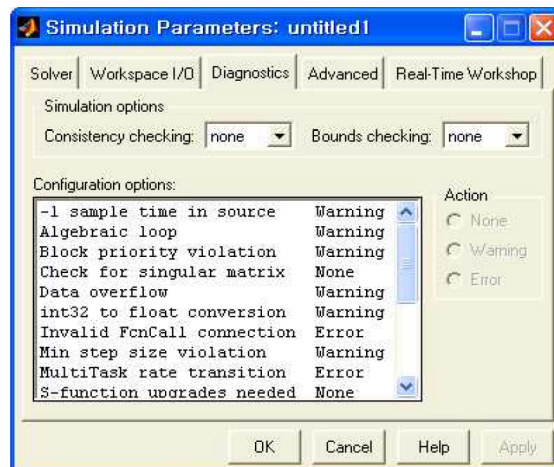 Simulation Parameters: untitled1
Solver Workspace I/O Diagnostics Advanced Real-Time Workshop
Simulation options
Consistency checking: none Bounds checking: none
Configuration options:
Action
-1 sample time in source Warning
None
Algebraic loop Warning
Block priority violation Warning
Warning
Check for singular matrix None
Error
Data overflow Warning
int32 to float conversion Warning
Invalid FcnCall connection Error
Min step size violation Warning
MultiTask rate transition Error
S-function upgrades needed None
OK Cancel Help Apply